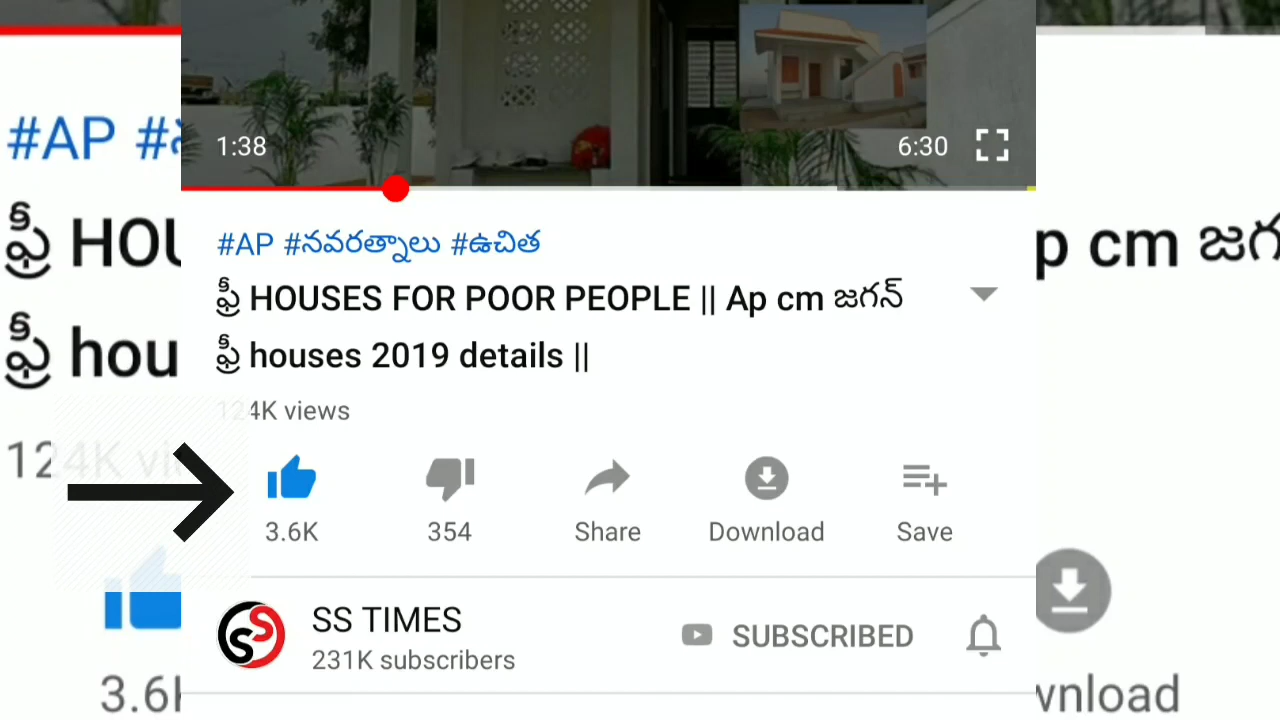 1:38
6:30
#AP #నవరత్నాలు #ఉచిత
ఫ్రీ HOUSES FOR POOR PEOPLE || Ap cm జగన్
ఫ్రీ houses 2019 details ||
124K views
3.6K
354
Share
Download
Save
SS TIMES
231K subscribers
SUBSCRIBED
#AP
ఫ్రీ HOU
p cm జగ
ఫ్రీ hou
124K vi
3.6K
wnload